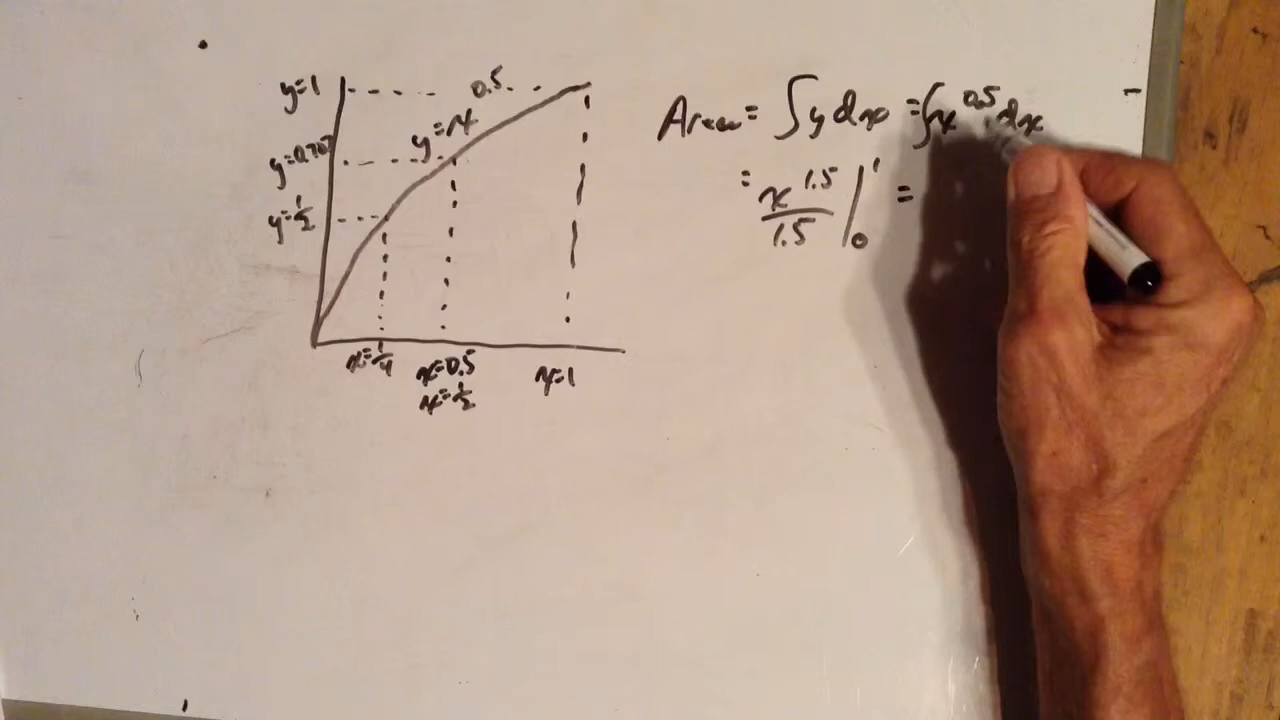 y=1
0.5
y=x
y=0.707
y=½
x=¼
x=0.5
x=½
x=1
Area = ∫y dx = ∫x^0.5 dx
= x^1.5/1.5 |₀¹ =